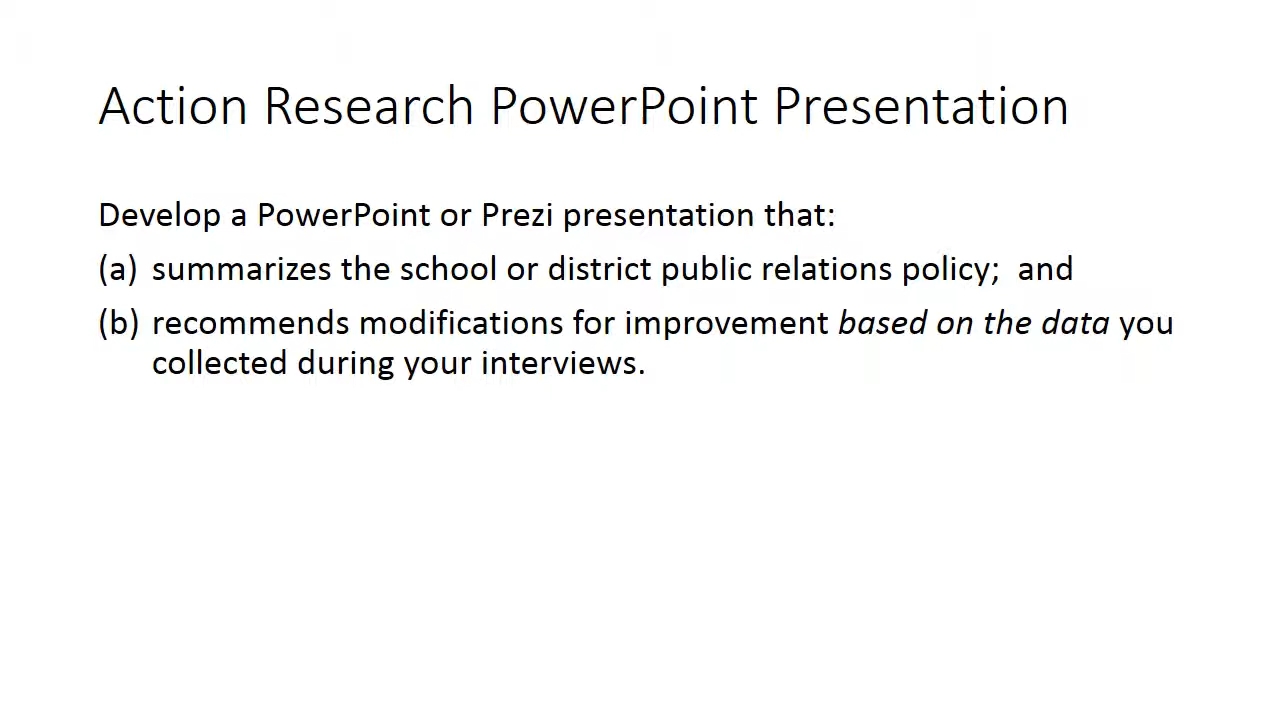 Action Research PowerPoint Presentation
Develop a PowerPoint or Prezi presentation that:
(a) summarizes the school or district public relations policy;  and
(b) recommends modifications for improvement based on the data you
collected during your interviews.